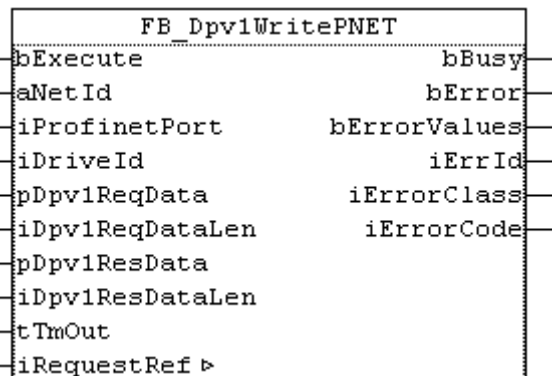 FB_Dpv1WritePNET
bExecute bBusy
aNetId bError
iProfinetPort bErrorValues
iDriveId iErrId
pDpv1ReqData iErrorClass
iDpv1ReqDataLen iErrorCode
pDpv1ResData
iDpv1ResDataLen
tTmOut
iRequestRef ▹